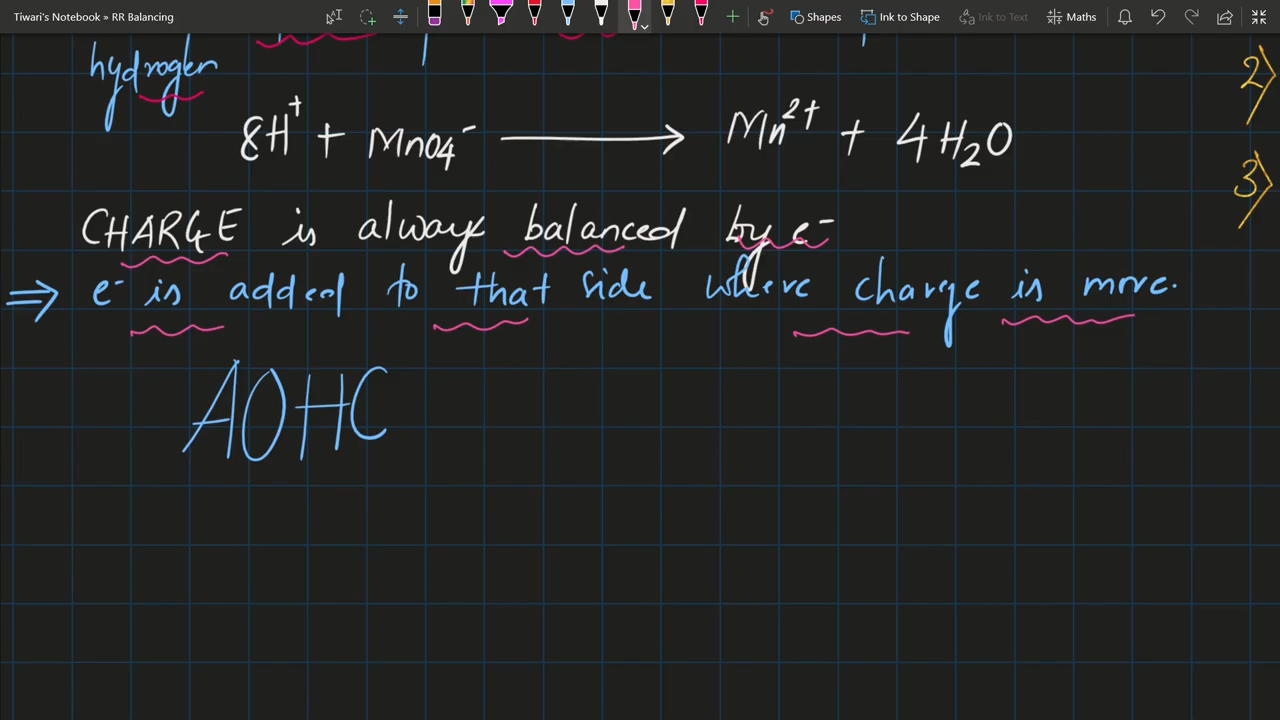 Tiwari's Notebook » RR Balancing
Shapes
Ink to Shape
Ink to Text
Maths
hydrogen
8H⁺ + MnO₄⁻ ⟶ Mn²⁺ + 4H₂O
CHARGE is always balanced by e⁻
⇒ e⁻ is added to that side where charge is more.
AOHC
2)
3)